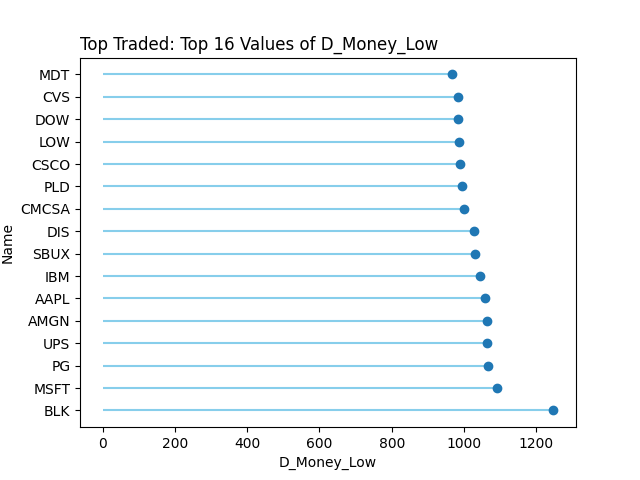 Top Traded: Top 16 Values of D_Money_Low
MDT
CVS
DOW
LOW
CSCO
PLD
CMCSA
DIS
SBUX
IBM
AAPL
AMGN
UPS
PG
MSFT
BLK
Name
0 200 400 600 800 1000 1200
D_Money_Low